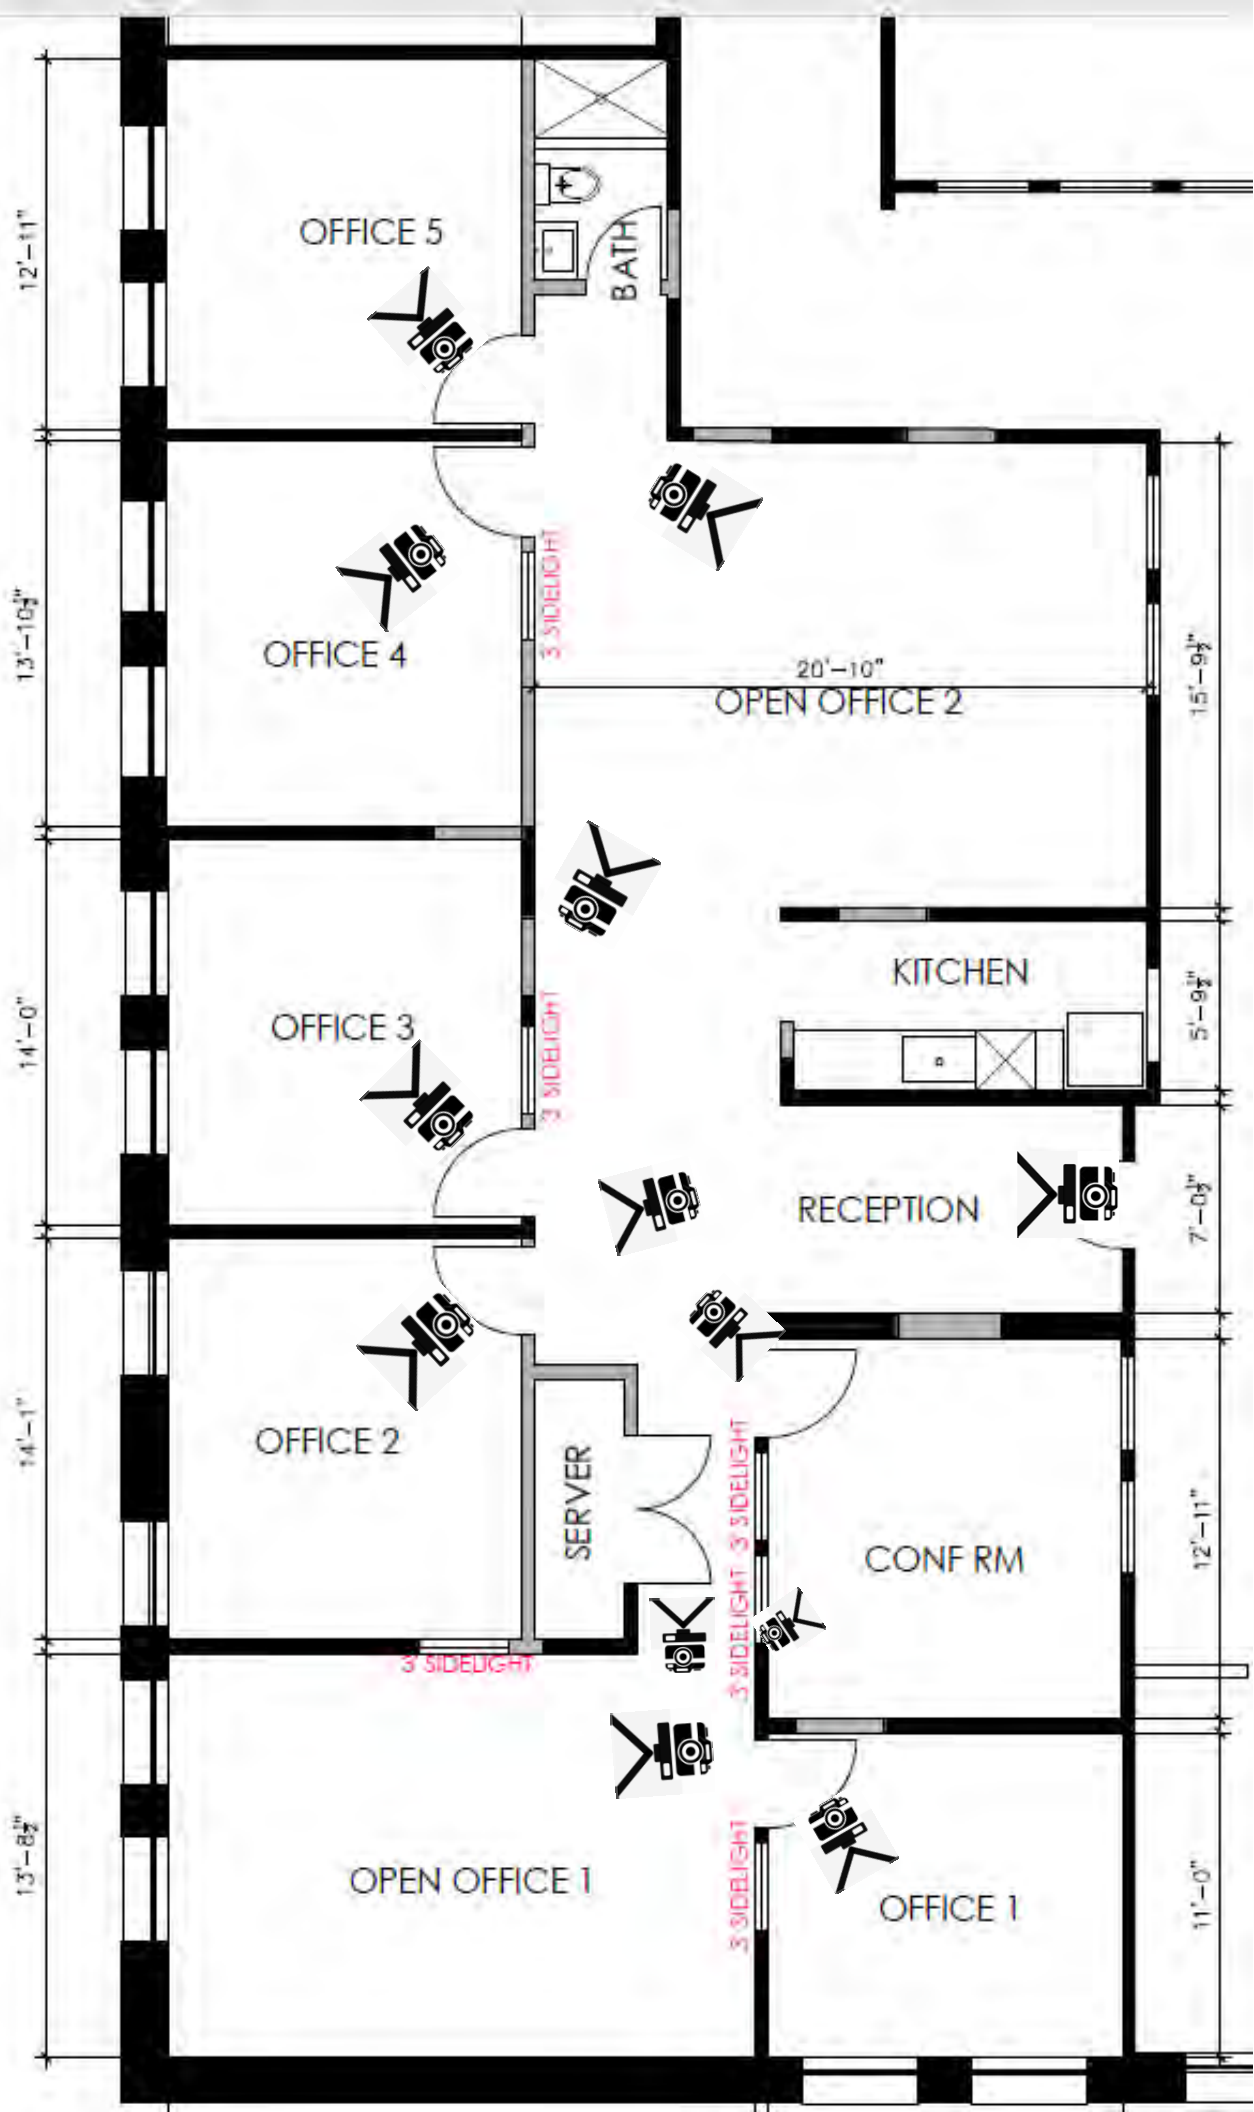 OFFICE 5
BATH
12'-11"
OFFICE 4
3' SIDELIGHT
13'-10½"
20'-10"
OPEN OFFICE 2
15'-9½"
KITCHEN
5'-9½"
OFFICE 3
3' SIDELIGHT
14'-0"
RECEPTION
7'-0½"
OFFICE 2
14'-1"
SERVER
3' SIDELIGHT
3' SIDELIGHT
CONF RM
12'-11"
3' SIDELIGHT
OPEN OFFICE 1
13'-8½"
3' SIDELIGHT
OFFICE 1
11'-0"